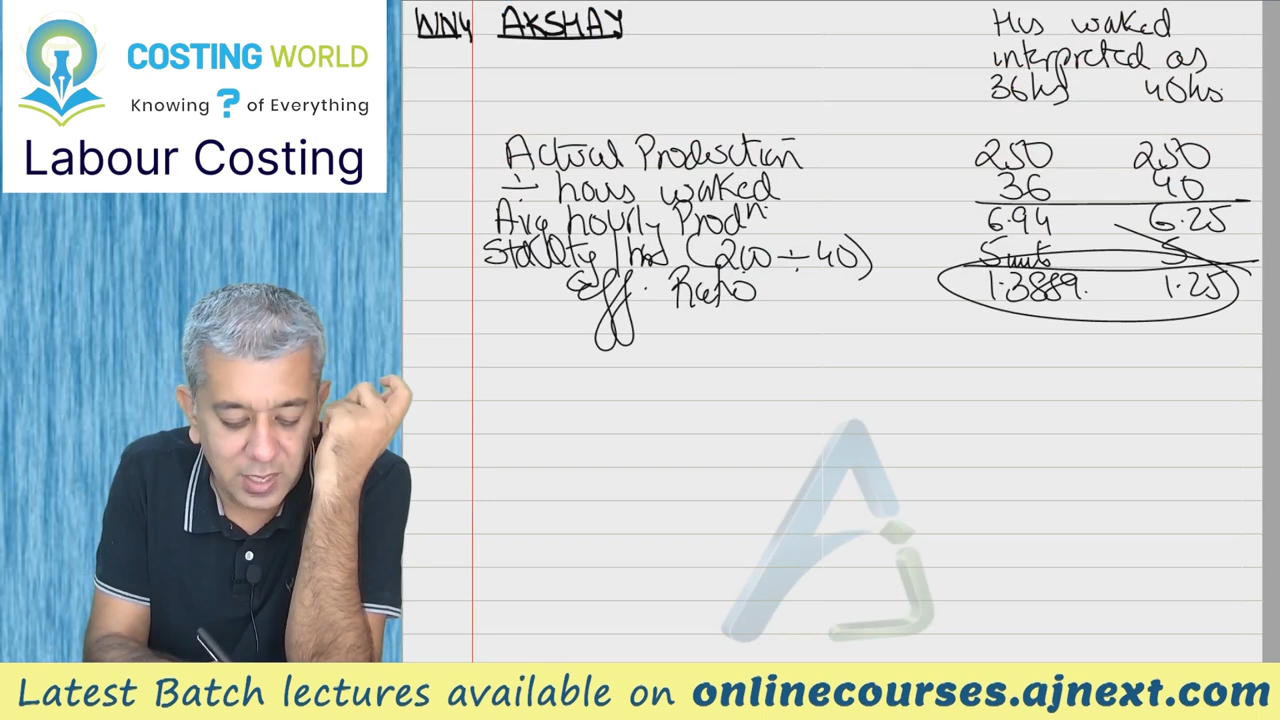 COSTING WORLD
Knowing ? of Everything
Labour Costing
WN4 AKSHAY
Hrs worked
interpreted as
36hs 40hs
Actual Production 250 250
÷ hours worked 36 40
Avg hourly Prodn. 6.94 6.25
Std Qty / hrs (200 ÷ 40) 5 units 5
Eff. Ratio 1.3889. 1.25
Latest Batch lectures available on onlinecourses.ajnext.com